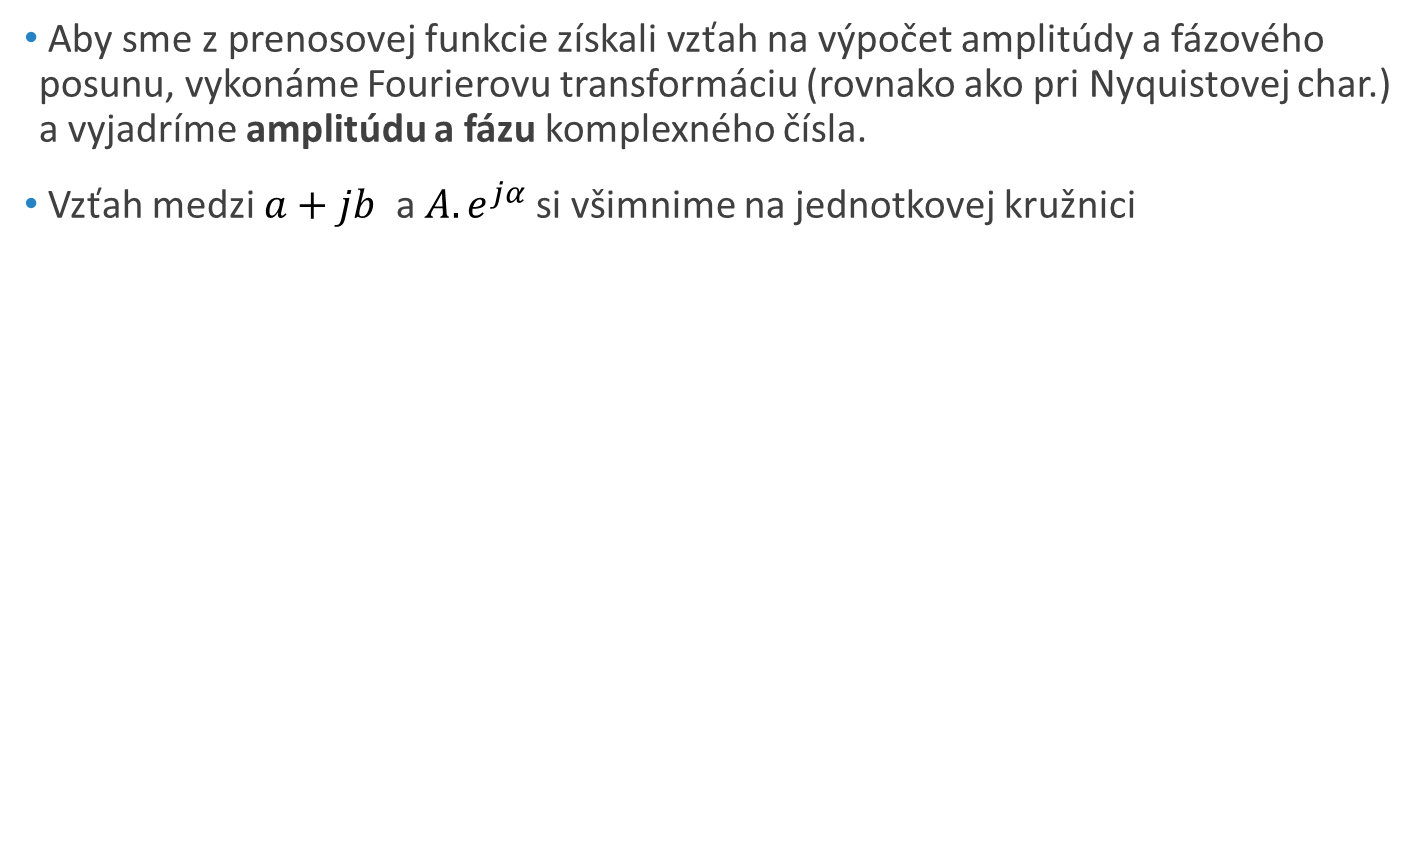 • Aby sme z prenosovej funkcie získali vzťah na výpočet amplitúdy a fázového
posunu, vykonáme Fourierovu transformáciu (rovnako ako pri Nyquistovej char.)
a vyjadríme amplitúdu a fázu komplexného čísla.
• Vzťah medzi a + jb a A.e^{jα} si všimnime na jednotkovej kružnici